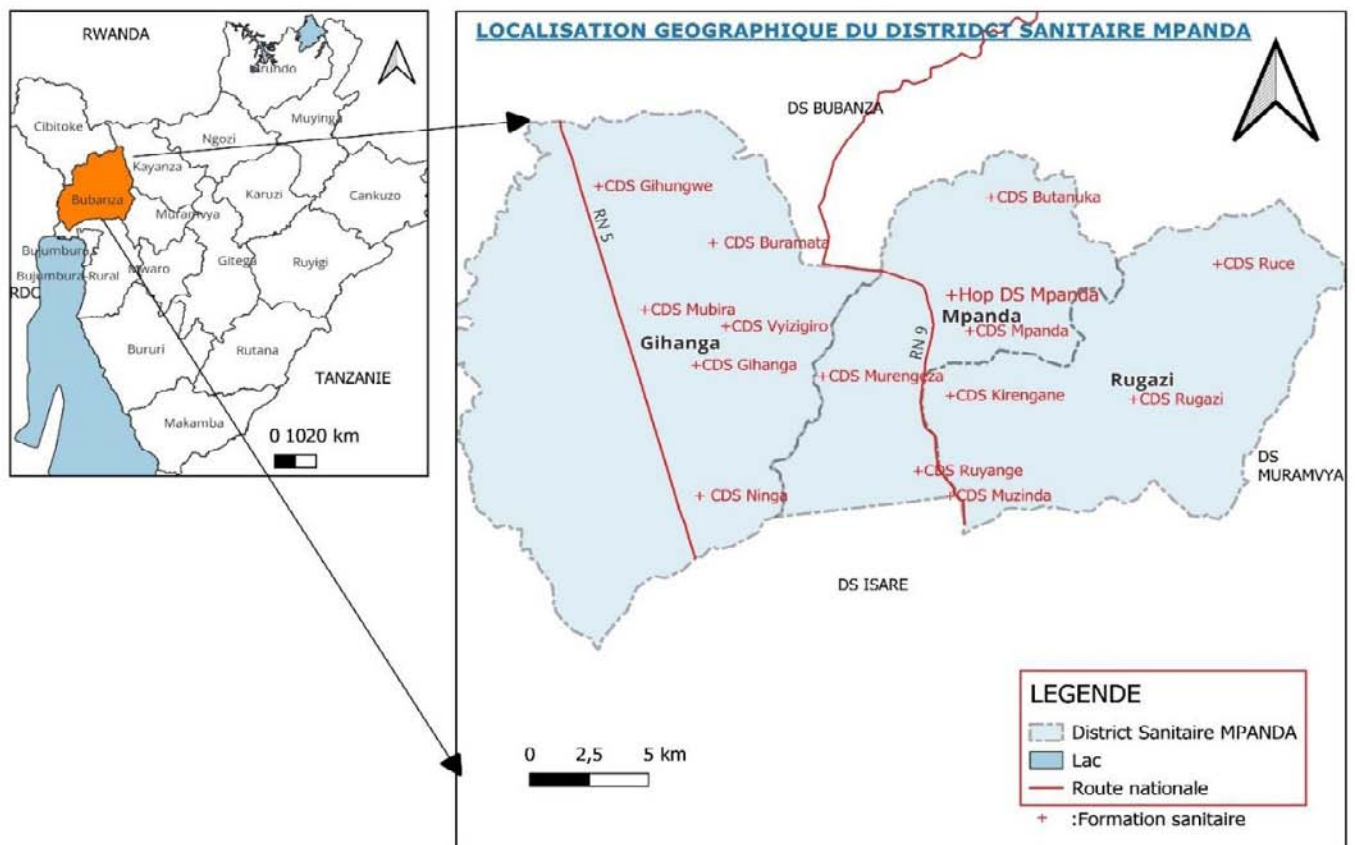 RWANDA
Cibitoke
Muyinga
Ngozi
Kayanza
Bubanza
Karuzi
Cankuzo
Muramvya
Mwaro
Gitega
Ruyigi
Bujumbura-Rural
RDC
Bururi
Rutana
TANZANIE
Makamba
0 1020 km
LOCALISATION GEOGRAPHIQUE DU DISTRIDCT SANITAIRE MPANDA
DS BUBANZA
+CDS Gihungwe
+CDS Butanuka
RN 5
+ CDS Buramata
+CDS Ruce
+Hop DS Mpanda
+CDS Mubira
Mpanda
+CDS Vyizigiro
+CDS Mpanda
Gihanga
RN 9
+CDS Gihanga
+CDS Murengeza
Rugazi
+CDS Kirengane
+CDS Rugazi
+CDS Ruyange
DS
MURAMVYA
+ CDS Ninga
+CDS Muzinda
DS ISARE
0 2,5 5 km
LEGENDE
District Sanitaire MPANDA
Lac
Route nationale
+ :Formation sanitaire